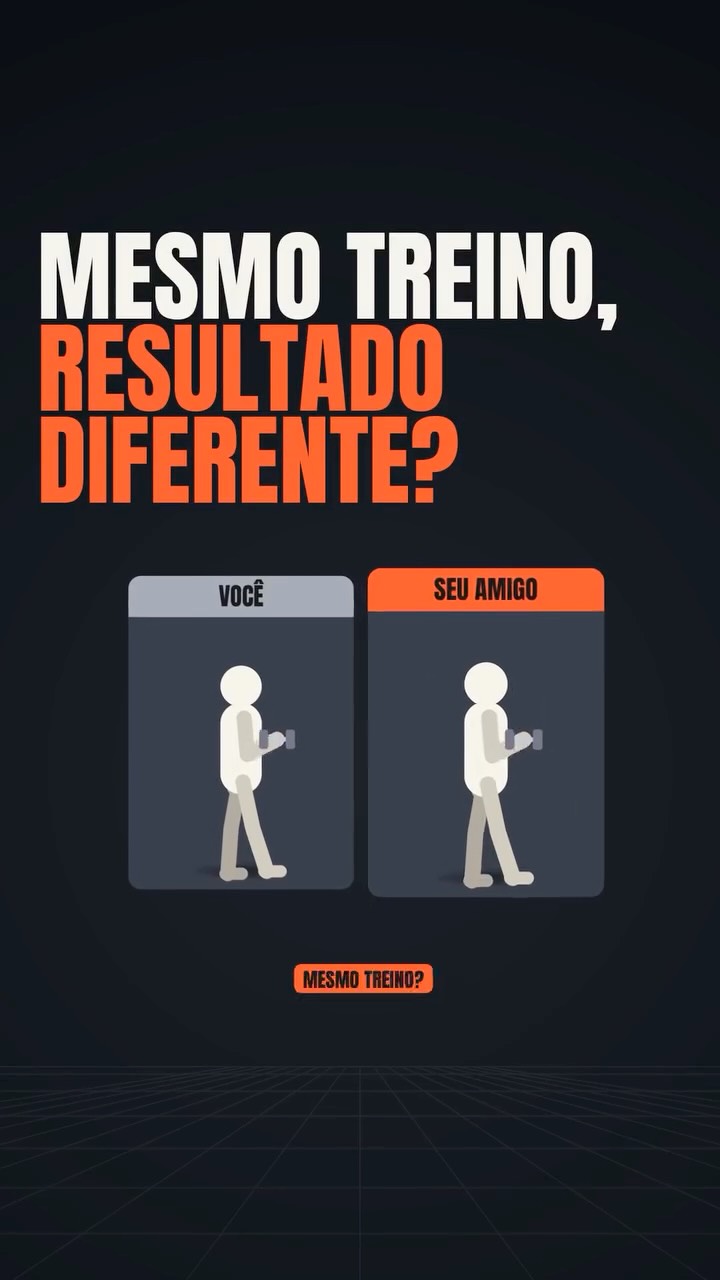 MESMO TREINO,
RESULTADO
DIFERENTE?
VOCÊ
SEU AMIGO
MESMO TREINO?